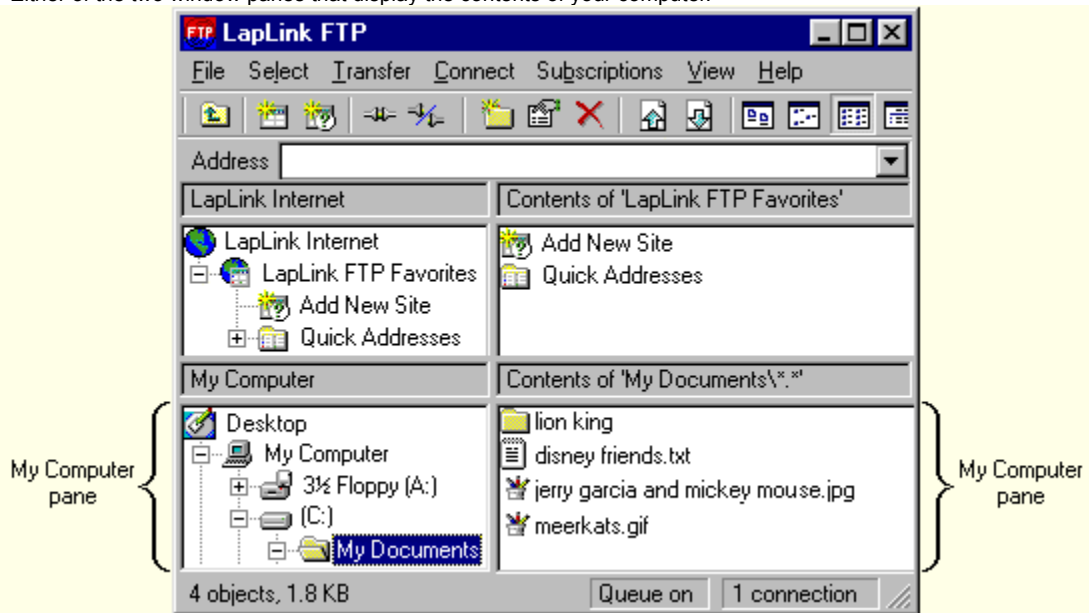 Either of the two window panes that display the contents of your computer.
LapLink FTP
File Select Transfer Connect Subscriptions View Help
Address
LapLink Internet
Contents of 'LapLink FTP Favorites'
LapLink Internet
LapLink FTP Favorites
Add New Site
Quick Addresses
Add New Site
Quick Addresses
My Computer
Contents of 'My Documents\*.*'
My Computer
pane
Desktop
My Computer
3½ Floppy (A:)
(C:)
My Documents
lion king
disney friends.txt
jerry garcia and mickey mouse.jpg
meerkats.gif
My Computer
pane
4 objects, 1.8 KB
Queue on
1 connection